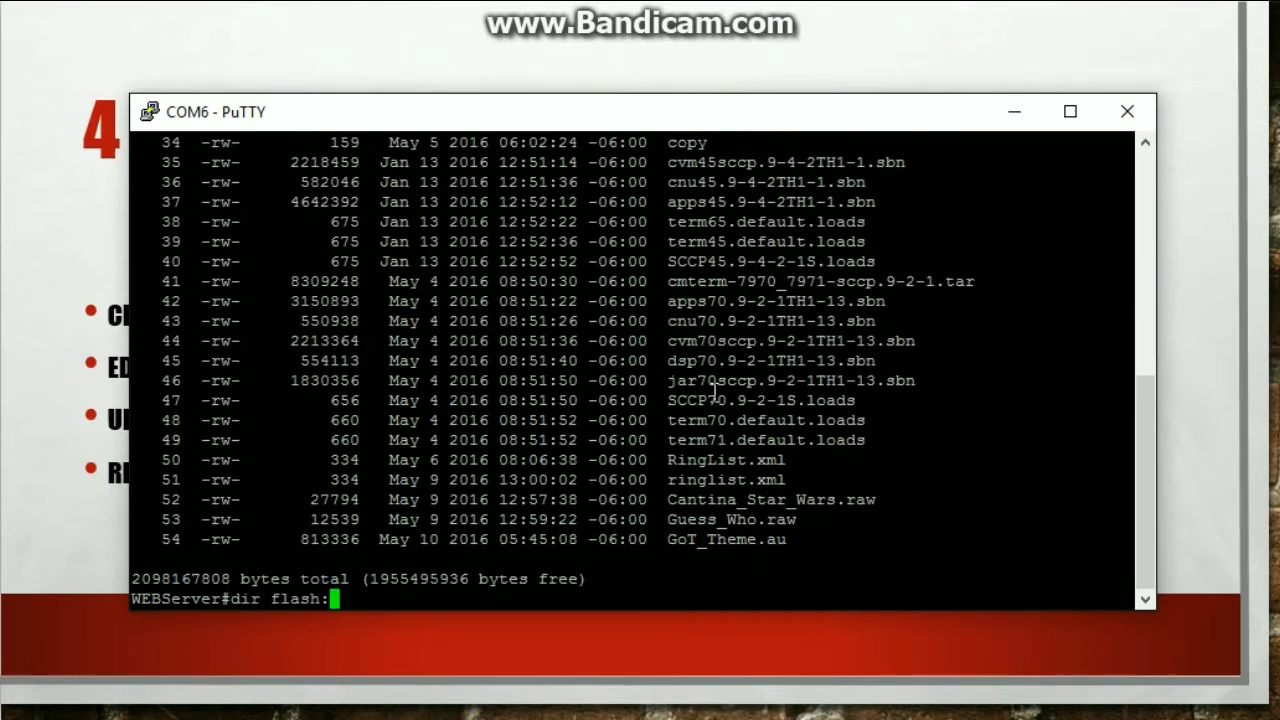 www.Bandicam.com
4
COM6 - PuTTY
34 -rw- 159 May 5 2016 06:02:24 -06:00 copy
35 -rw- 2218459 Jan 13 2016 12:51:14 -06:00 cvm45sccp.9-4-2TH1-1.sbn
36 -rw- 582046 Jan 13 2016 12:51:36 -06:00 cnu45.9-4-2TH1-1.sbn
37 -rw- 4642392 Jan 13 2016 12:52:12 -06:00 apps45.9-4-2TH1-1.sbn
38 -rw- 675 Jan 13 2016 12:52:22 -06:00 term65.default.loads
39 -rw- 675 Jan 13 2016 12:52:36 -06:00 term45.default.loads
40 -rw- 675 Jan 13 2016 12:52:52 -06:00 SCCP45.9-4-2-1S.loads
41 -rw- 8309248 May 4 2016 08:50:30 -06:00 cmterm-7970_7971-sccp.9-2-1.tar
42 -rw- 3150893 May 4 2016 08:51:22 -06:00 apps70.9-2-1TH1-13.sbn
43 -rw- 550938 May 4 2016 08:51:26 -06:00 cnu70.9-2-1TH1-13.sbn
44 -rw- 2213364 May 4 2016 08:51:36 -06:00 cvm70sccp.9-2-1TH1-13.sbn
45 -rw- 554113 May 4 2016 08:51:40 -06:00 dsp70.9-2-1TH1-13.sbn
46 -rw- 1830356 May 4 2016 08:51:50 -06:00 jar70sccp.9-2-1TH1-13.sbn
47 -rw- 656 May 4 2016 08:51:50 -06:00 SCCP70.9-2-1S.loads
48 -rw- 660 May 4 2016 08:51:52 -06:00 term70.default.loads
49 -rw- 660 May 4 2016 08:51:52 -06:00 term71.default.loads
50 -rw- 334 May 6 2016 08:06:38 -06:00 RingList.xml
51 -rw- 334 May 9 2016 13:00:02 -06:00 ringlist.xml
52 -rw- 27794 May 9 2016 12:57:38 -06:00 Cantina_Star_Wars.raw
53 -rw- 12539 May 9 2016 12:59:22 -06:00 Guess_Who.raw
54 -rw- 813336 May 10 2016 05:45:08 -06:00 GoT_Theme.au
2098167808 bytes total (1955495936 bytes free)
WEBServer#dir flash: